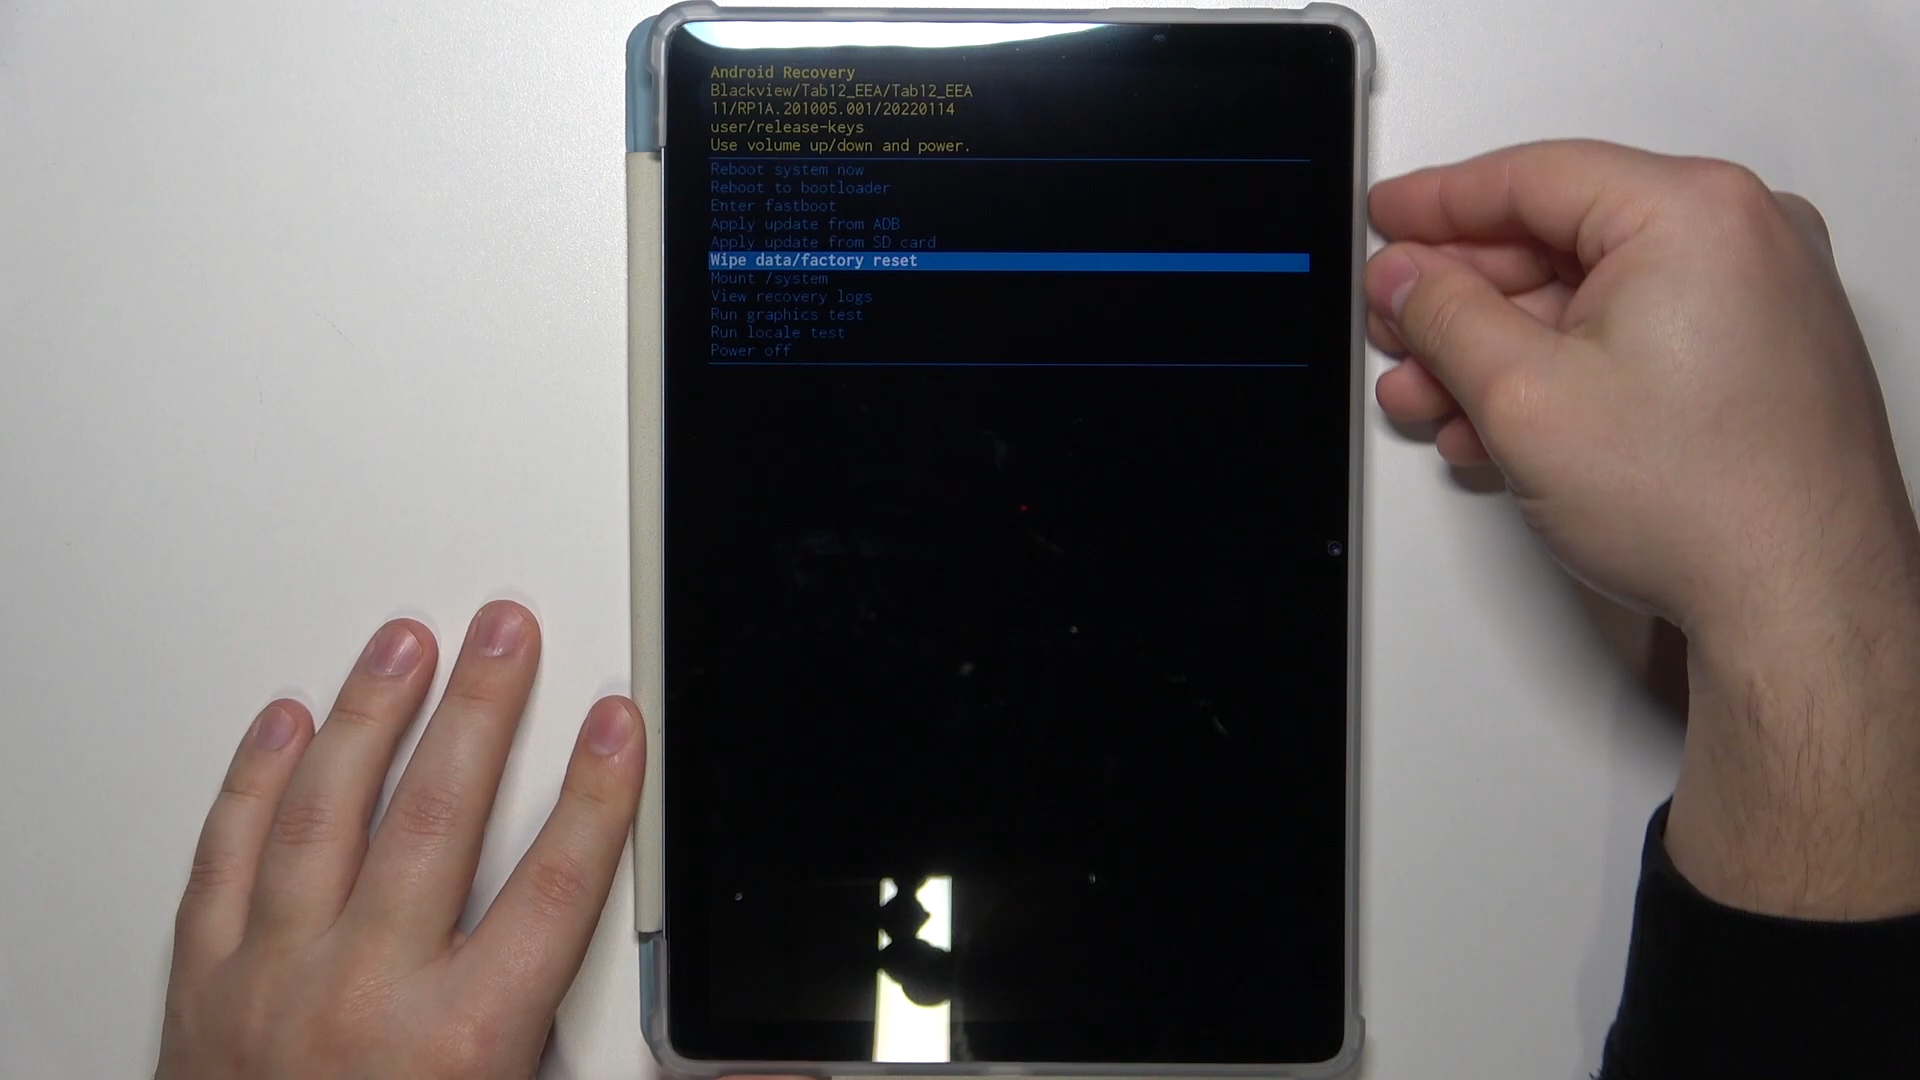 Android Recovery
Blackview/Tab12_EEA/Tab12_EEA
11/RP1A.201005.001/20220114
user/release-keys
Use volume up/down and power.
Reboot system now
Reboot to bootloader
Enter fastboot
Apply update from ADB
Apply update from SD card
Wipe data/factory reset
Mount /system
View recovery logs
Run graphics test
Run locale test
Power off